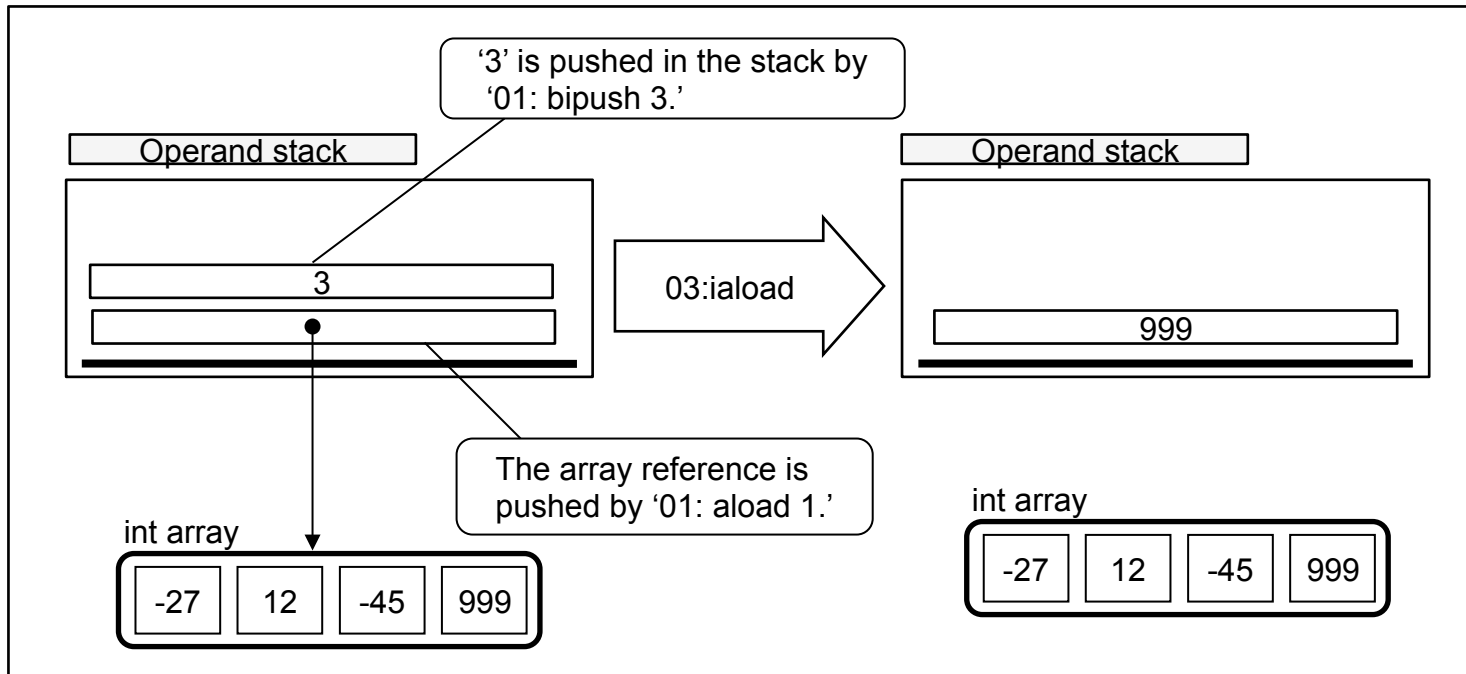 ‘3’ is pushed in the stack by
‘01: bipush 3.’
Operand stack
3
03:iaload
Operand stack
999
The array reference is
pushed by ‘01: aload 1.’
int array
-27 12 -45 999
int array
-27 12 -45 999